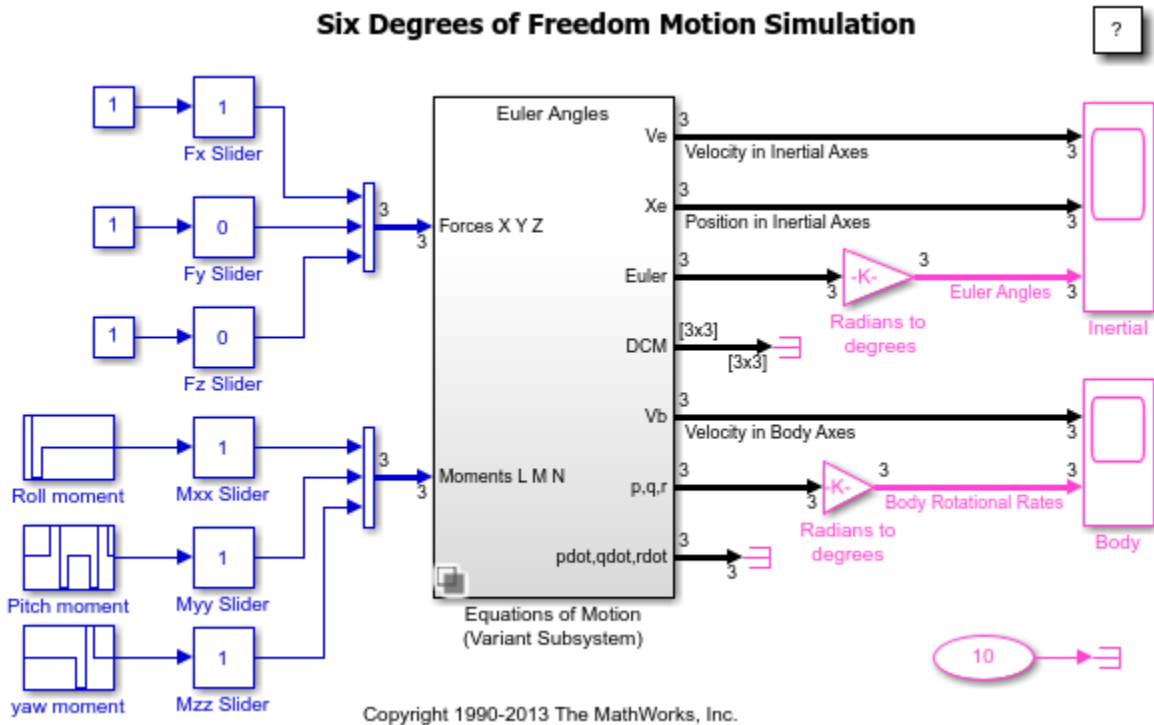 Six Degrees of Freedom Motion Simulation
?
1
1
Fx Slider
1
0
Fy Slider
1
0
Fz Slider
3
3
Roll moment
1
Mxx Slider
Pitch moment
1
Myy Slider
yaw moment
1
Mzz Slider
3
3
Euler Angles
Forces X Y Z
Moments L M N
Ve
Xe
Euler
DCM
Vb
p,q,r
pdot,qdot,rdot
Equations of Motion
(Variant Subsystem)
3
Velocity in Inertial Axes
3
3
Position in Inertial Axes
3
3
3
-K-
Radians to
degrees
3
Euler Angles
3
Inertial
[3x3]
[3x3]
3
Velocity in Body Axes
3
3
3
-K-
Radians to
degrees
3
Body Rotational Rates
3
Body
3
3
10
Copyright 1990-2013 The MathWorks, Inc.